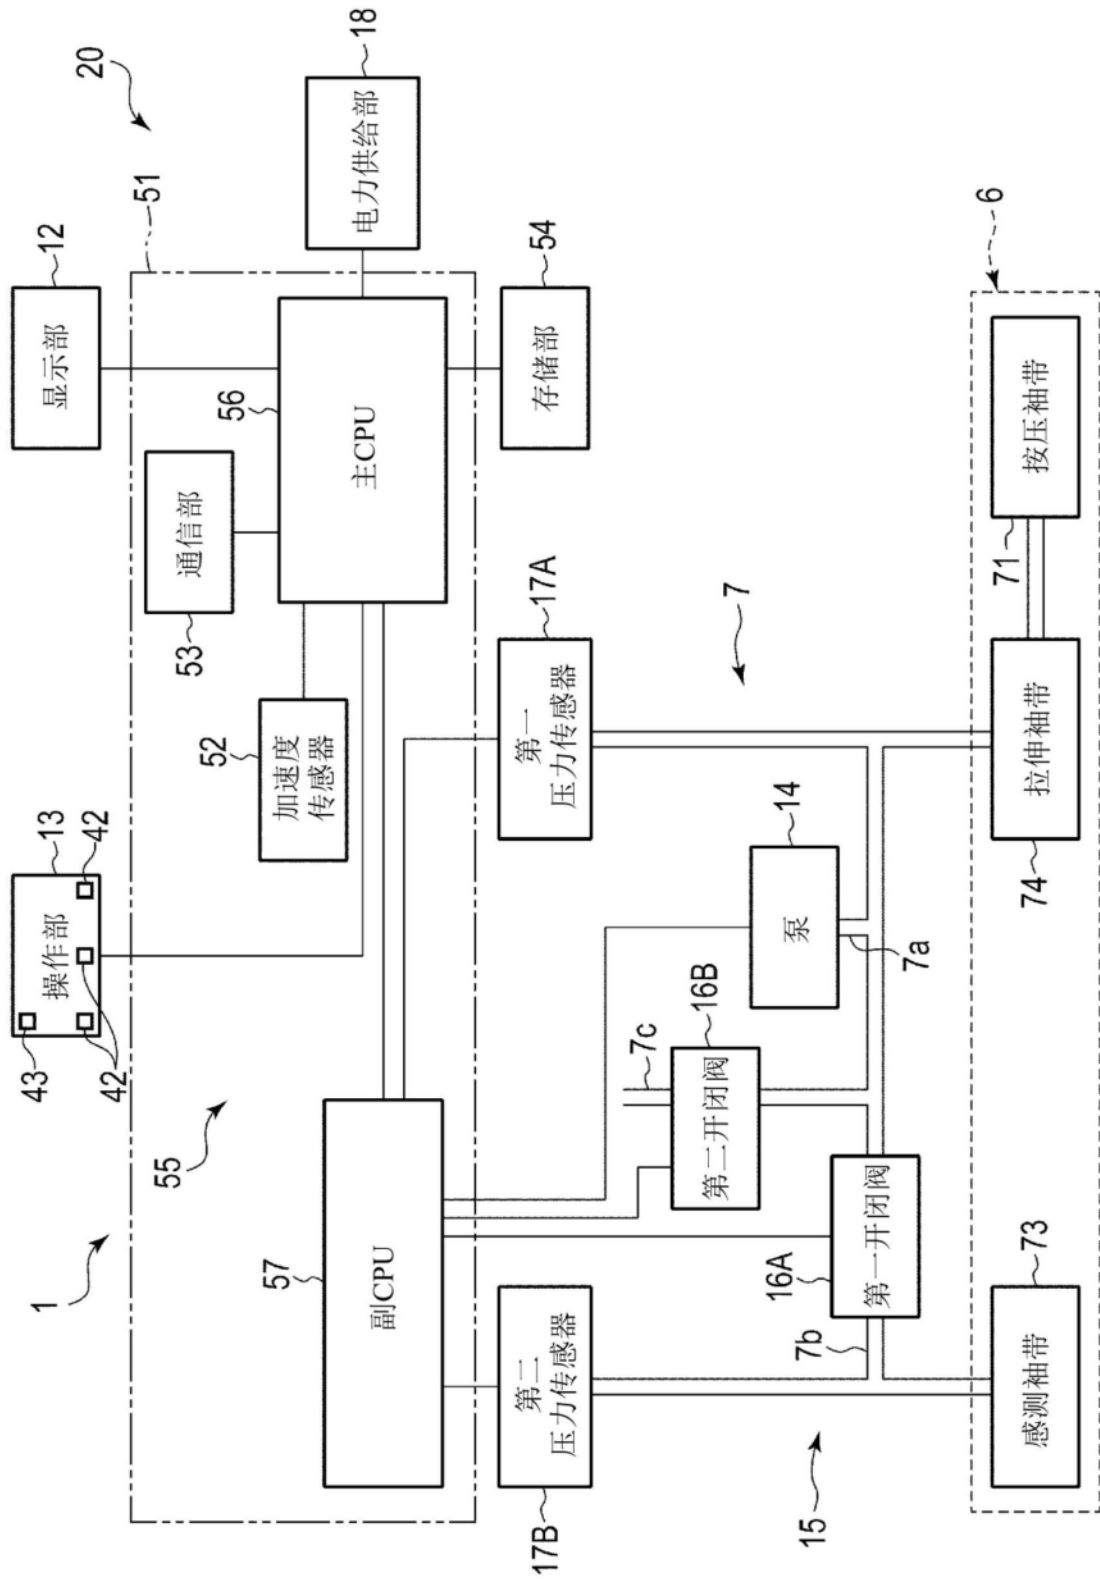 1
43
42
操作部
13
42
显示部
12
20
55
51
53
通信部
52
加速度
传感器
56
主CPU
电力供给部
18
57
副CPU
存储部
54
17B
第二
压力传感器
第一
压力传感器
17A
7c
第二开闭阀
16B
泵
14
7
16A
第一开闭阀
7b
7a
15
6
感测袖带
73
74
拉伸袖带
71
按压袖带